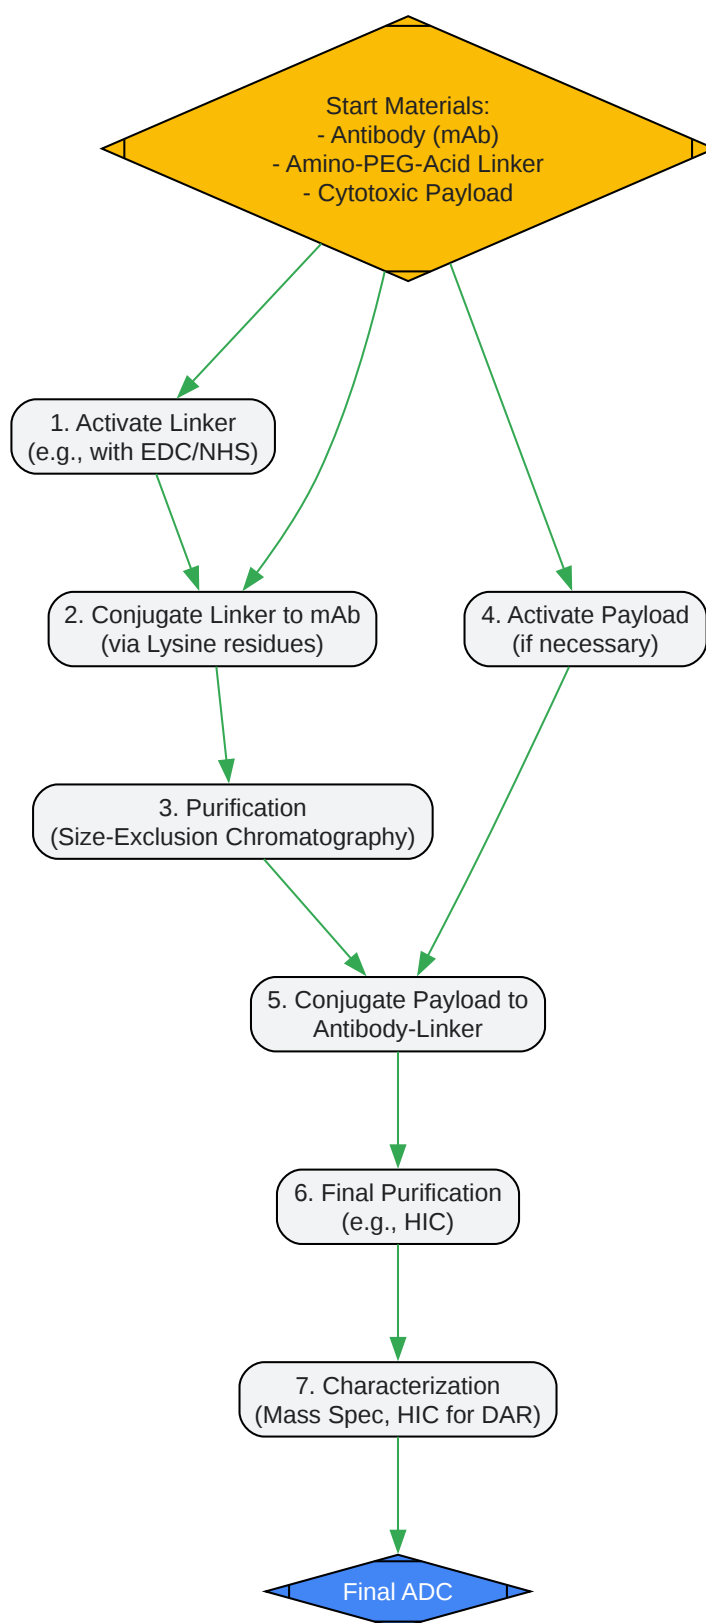 Start Materials:
- Antibody (mAb)
- Amino-PEG-Acid Linker
- Cytotoxic Payload
1. Activate Linker
(e.g., with EDC/NHS)
2. Conjugate Linker to mAb
(via Lysine residues)
4. Activate Payload
(if necessary)
3. Purification
(Size-Exclusion Chromatography)
5. Conjugate Payload to
Antibody-Linker
6. Final Purification
(e.g., HIC)
7. Characterization
(Mass Spec, HIC for DAR)
Final ADC